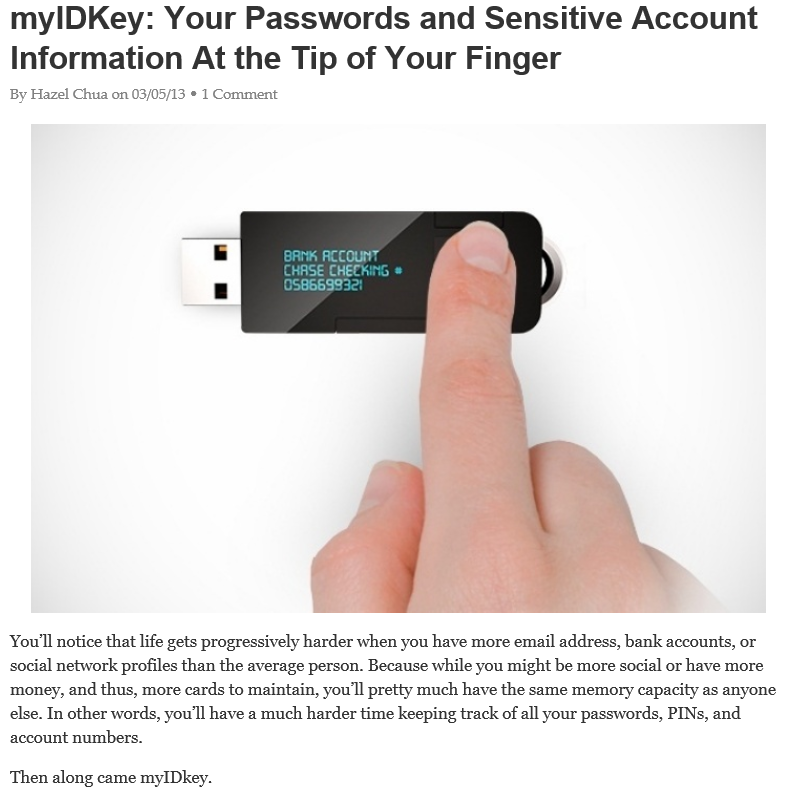 myIDKey: Your Passwords and Sensitive Account
Information At the Tip of Your Finger
By Hazel Chua on 03/05/13 • 1 Comment
BANK ACCOUNT
CHASE CHECKING
0586699321
You’ll notice that life gets progressively harder when you have more email address, bank accounts, or
social network profiles than the average person. Because while you might be more social or have more
money, and thus, more cards to maintain, you’ll pretty much have the same memory capacity as anyone
else. In other words, you’ll have a much harder time keeping track of all your passwords, PINs, and
account numbers.
Then along came myIDkey.